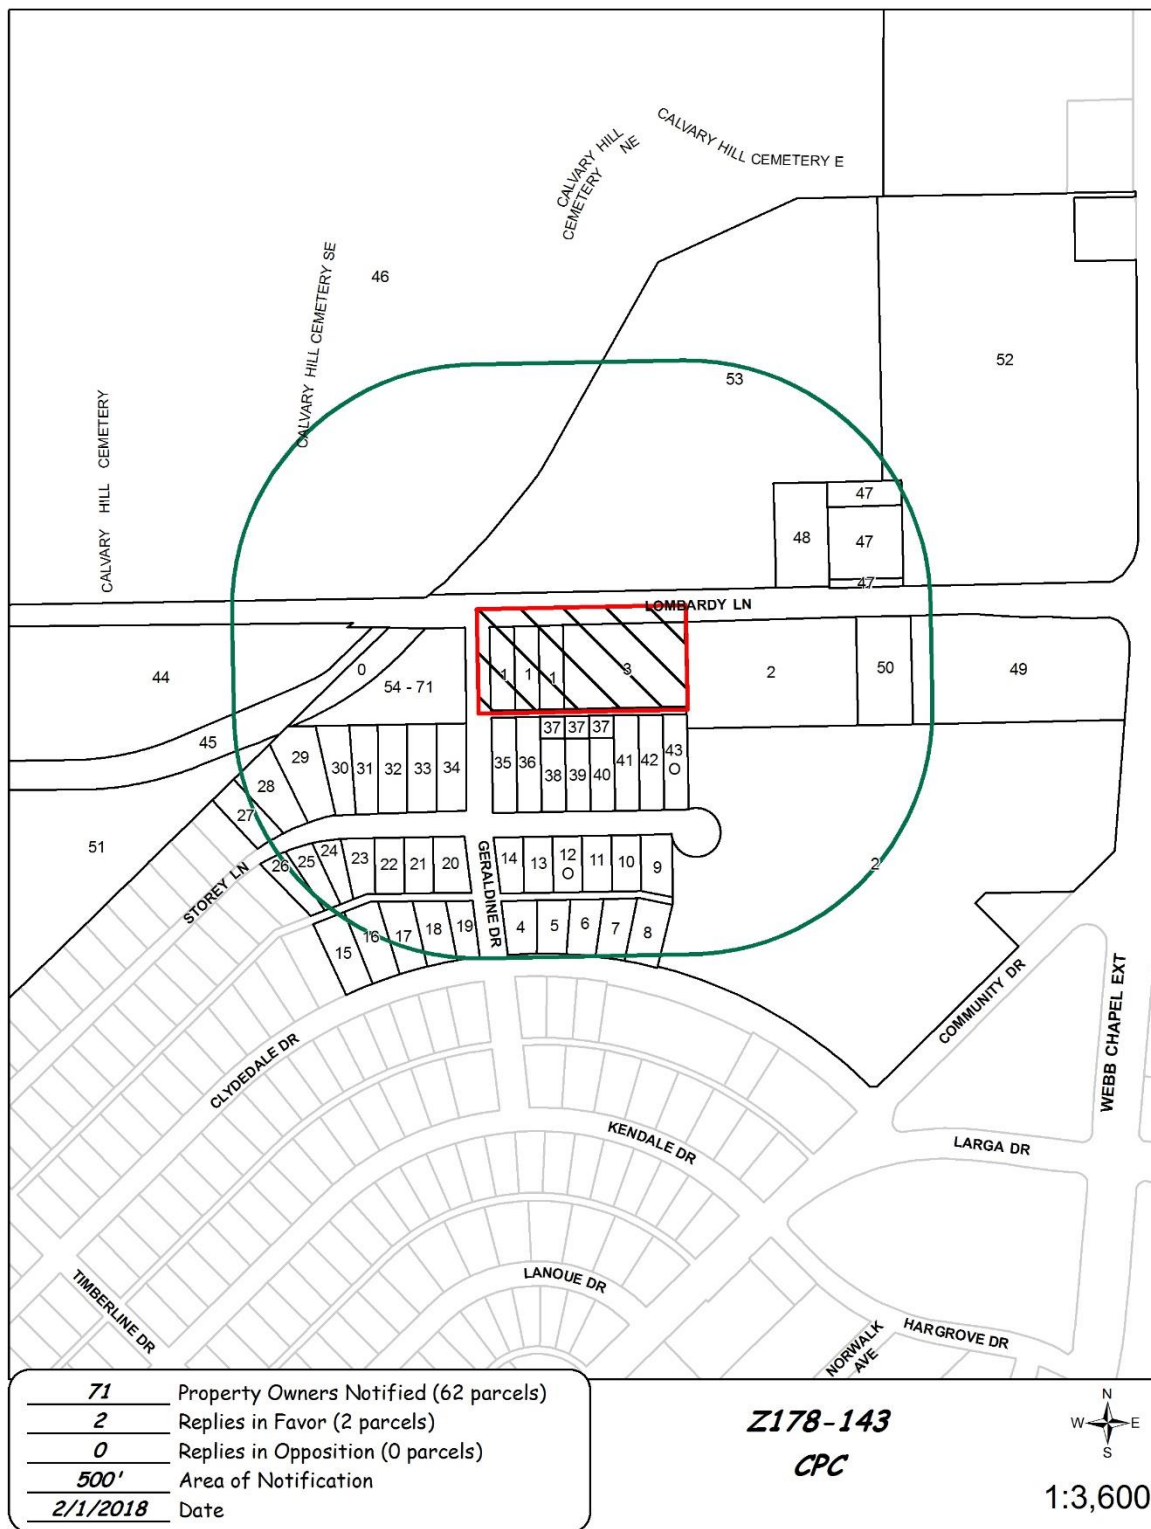 CALVARY HILL CEMETERY E
CALVARY HILL
CEMETERY NE
CALVARY HILL CEMETERY SE
46
CALVARY HILL CEMETERY
53
52
47
48
47
47
LOMBARDY LN
44
0
54 - 71
1
1
1
3
2
50
49
45
29
28
27
30
31
32
33
34
35
36
37
37
37
38
39
40
41
42
43
O
51
26
25
24
23
22
21
20
14
13
12
O
11
10
9
2
STOREY LN
GERALDINE DR
15
16
17
18
19
4
5
6
7
8
CLYDEDALE DR
COMMUNITY DR
WEBB CHAPEL EXT
KENDALE DR
LARGA DR
LANOUE DR
TIMBERLINE DR
NORWALK
AVE
HARGROVE DR
71 Property Owners Notified (62 parcels)
2 Replies in Favor (2 parcels)
0 Replies in Opposition (0 parcels)
500' Area of Notification
2/1/2018 Date
Z178-143
CPC
N
W E
S
1:3,600